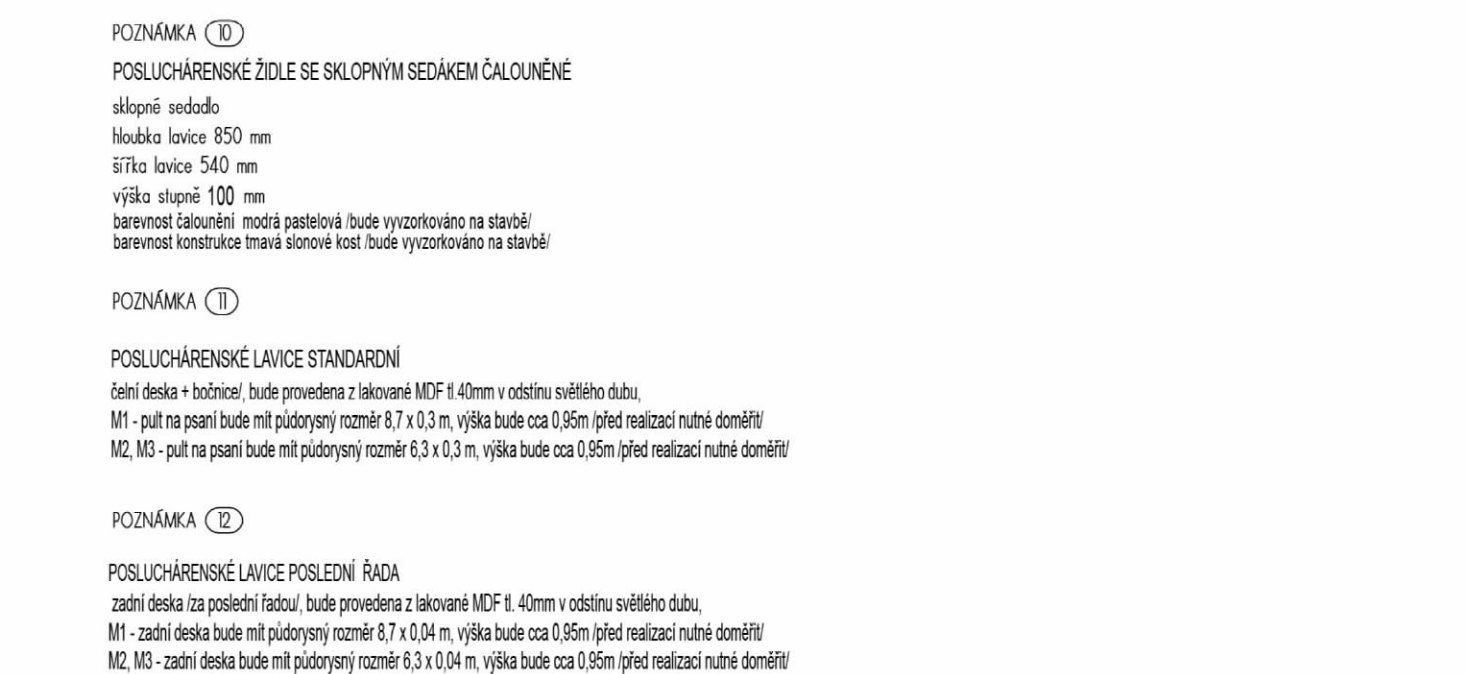 POZNÁMKA 10
POSLUCHÁRENSKÉ ŽIDLE SE SKLOPNÝM SEDÁKEM ČALOUNĚNÉ
sklopné sedadlo
hloubka lavice 850 mm
šířka lavice 540 mm
výška stupně 100 mm
barevnost čalounění modrá pastelová /bude vyvzorkováno na stavbě/
barevnost konstrukce tmavá slonové kost /bude vyvzorkováno na stavbě/
POZNÁMKA 11
POSLUCHÁRENSKÉ LAVICE STANDARDNÍ
čelní deska + bočnice/, bude provedena z lakované MDF tl.40mm v odstínu světlého dubu,
M1 - pult na psaní bude mít půdorysný rozměr 8,7 x 0,3 m, výška bude cca 0,95m /před realizací nutné doměřit/
M2, M3 - pult na psaní bude mít půdorysný rozměr 6,3 x 0,3 m, výška bude cca 0,95m /před realizací nutné doměřit/
POZNÁMKA 12
POSLUCHÁRENSKÉ LAVICE POSLEDNÍ ŘADA
zadní deska /za poslední řadou/, bude provedena z lakované MDF tl. 40mm v odstínu světlého dubu,
M1 - zadní deska bude mít půdorysný rozměr 8,7 x 0,04 m, výška bude cca 0,95m /před realizací nutné doměřit/
M2, M3 - zadní deska bude mít půdorysný rozměr 6,3 x 0,04 m, výška bude cca 0,95m /před realizací nutné doměřit/